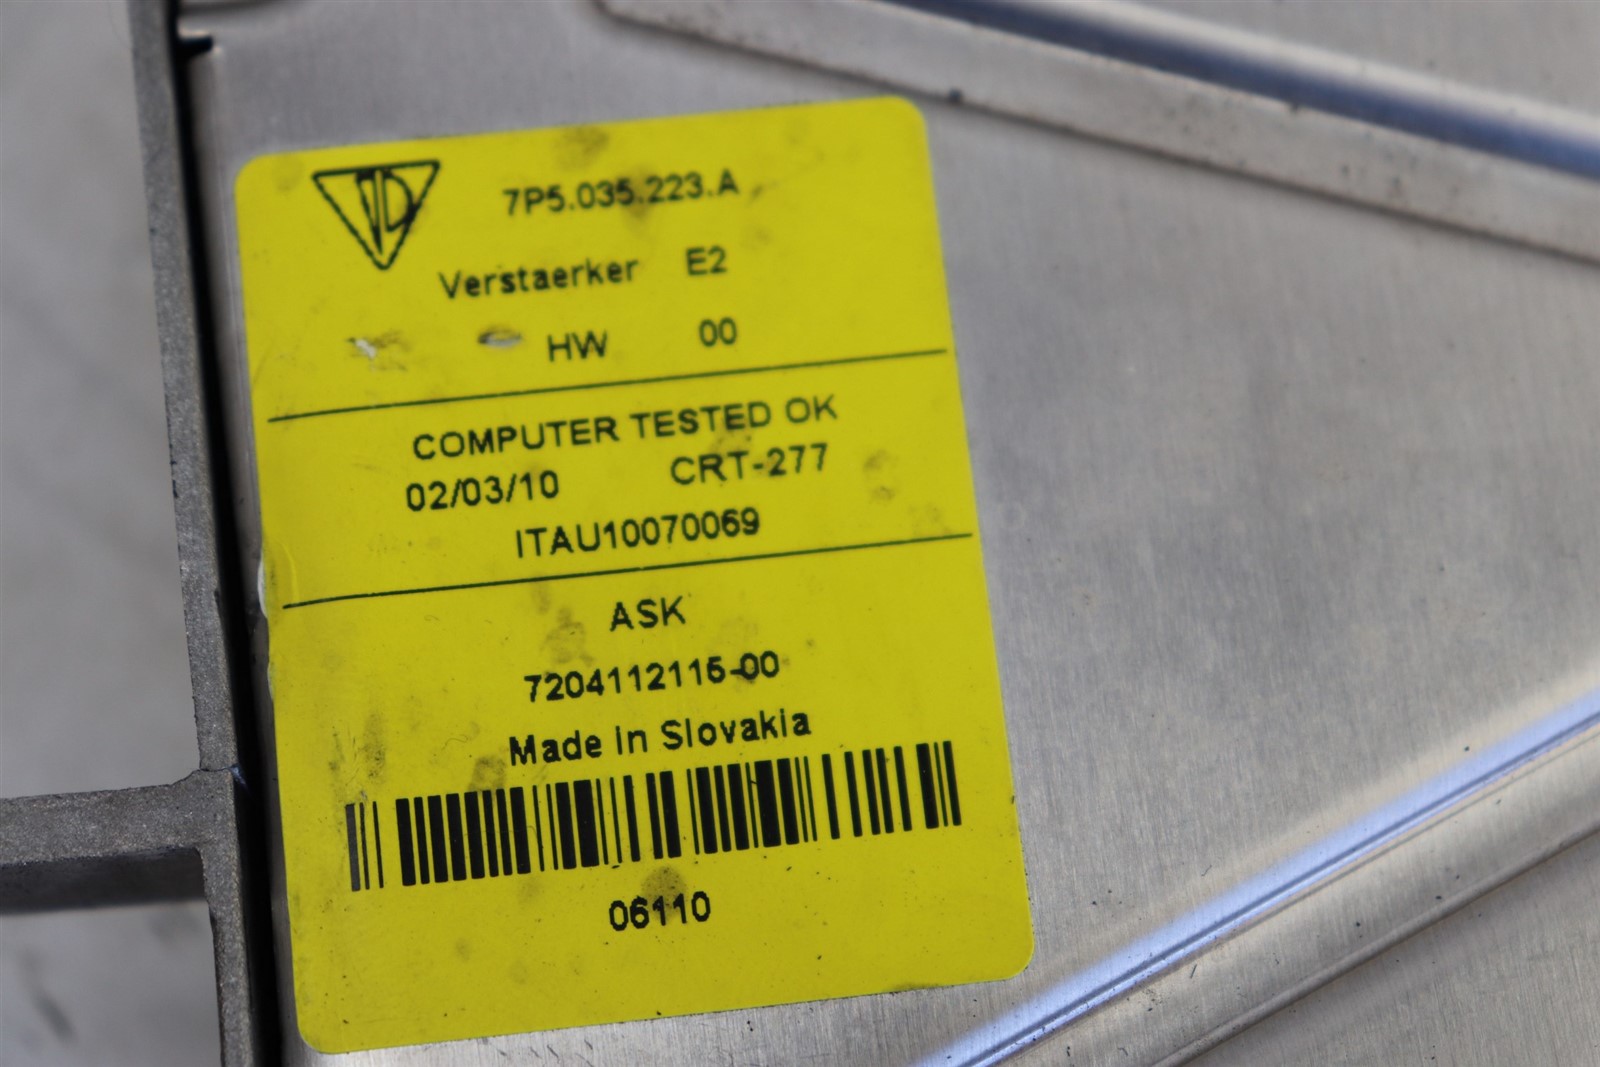 7P5.035.223.A
Verstaerker E2
HW 00
COMPUTER TESTED OK
02/03/10 CRT-277
ITAU10070069
ASK
7204112115-00
Made in Slovakia
06110